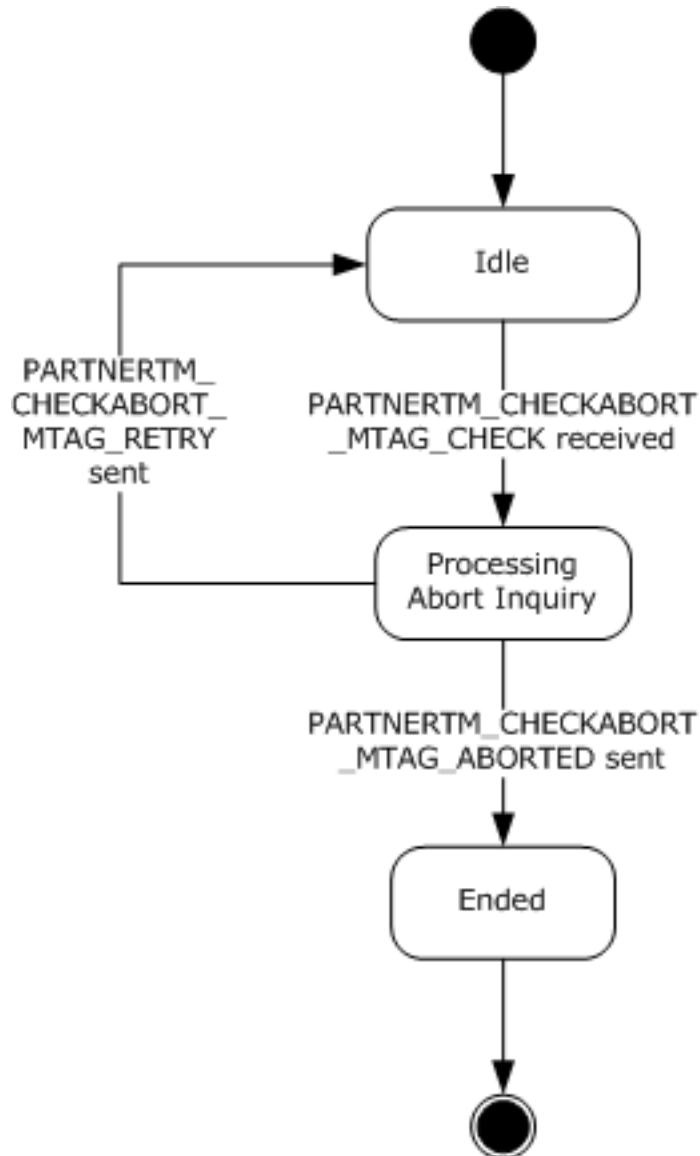 Idle
PARTNERTM_
CHECKABORT_
MTAG_RETRY
sent
PARTNERTM_CHECKABORT
_MTAG_CHECK received
Processing
Abort Inquiry
PARTNERTM_CHECKABORT
_MTAG_ABORTED sent
Ended